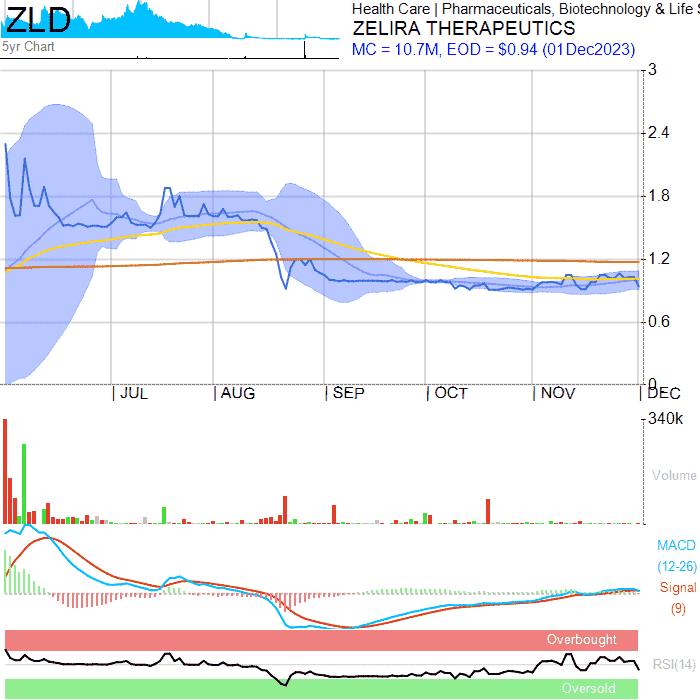 ZLD
5yr Chart
Health Care | Pharmaceuticals, Biotechnology & Life S
ZELIRA THERAPEUTICS
MC = 10.7M, EOD = $0.94 (01Dec2023)
3
2.4
1.8
1.2
0.6
0
JUL AUG SEP OCT NOV DEC
340k
Volume
MACD
(12-26)
Signal
(9)
Overbought
RSI(14)
Oversold